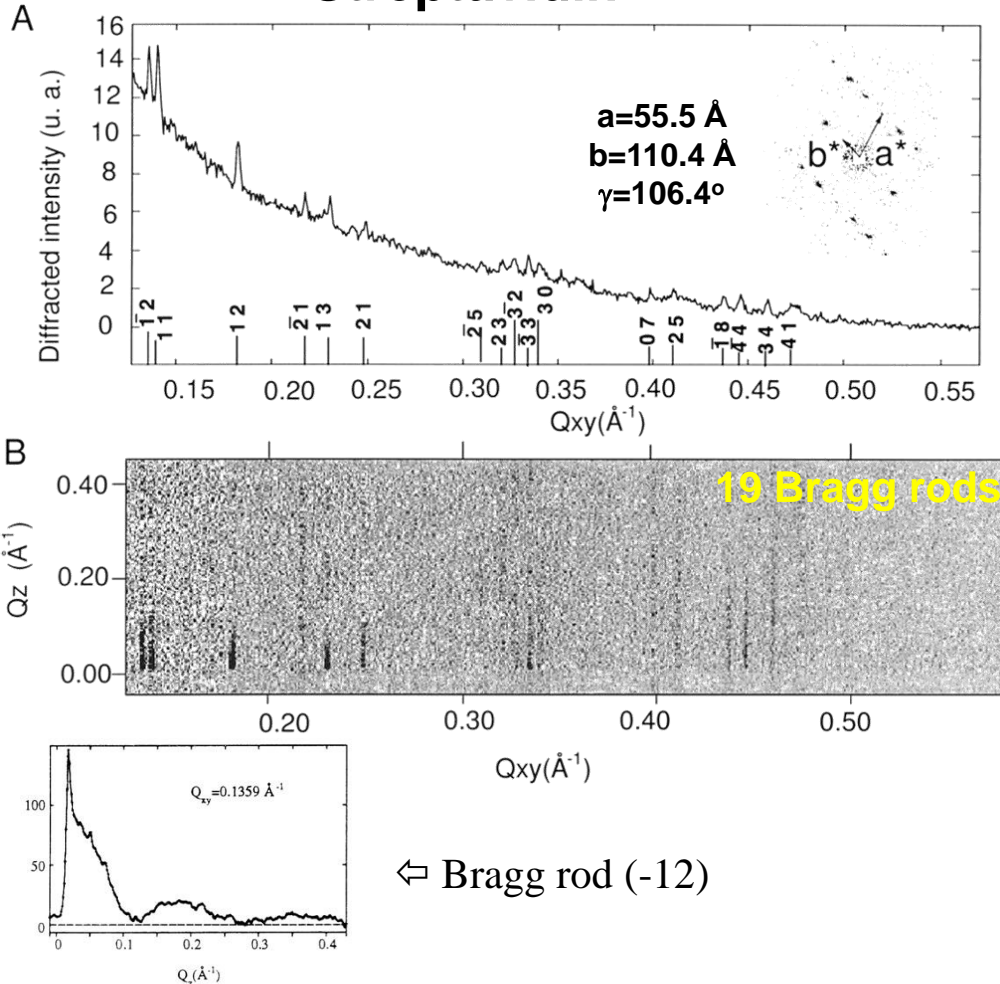 A
16
14
12
10
8
6
4
2
0
Diffracted intensity (u. a.)
a=55.5 Å
b=110.4 Å
γ=106.4°
b* a*
1̅2
11
12
2̅1
13
21
2̅5
23
3̅2
3̅3
30
07
25
1̅8
4̅4
34
41
0.15 0.20 0.25 0.30 0.35 0.40 0.45 0.50 0.55
Qxy(Å⁻¹)
B
19 Bragg rods
0.40
0.20
0.00
Qz (Å⁻¹)
0.20 0.30 0.40 0.50
Qxy(Å⁻¹)
Qxy=0.1359 Å⁻¹
100
50
0
0 0.1 0.2 0.3 0.4
⇦ Bragg rod (-12)